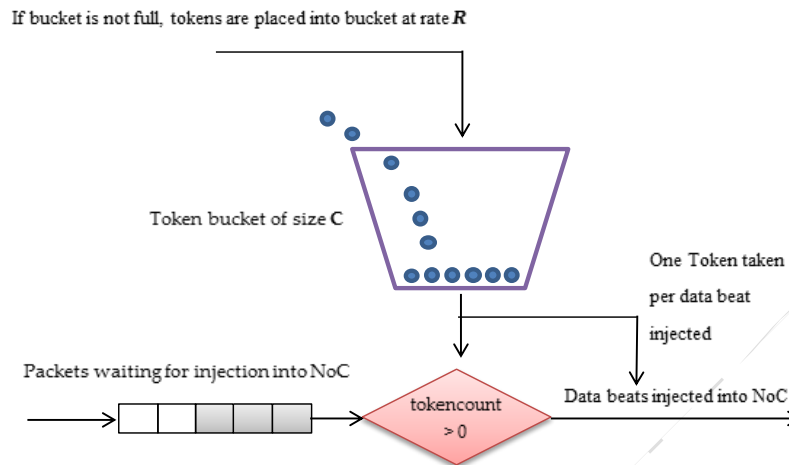 If bucket is not full, tokens are placed into bucket at rate R
Token bucket of size C
One Token taken
per data beat
injected
Packets waiting for injection into NoC
tokencount
> 0
Data beats injected into NoC